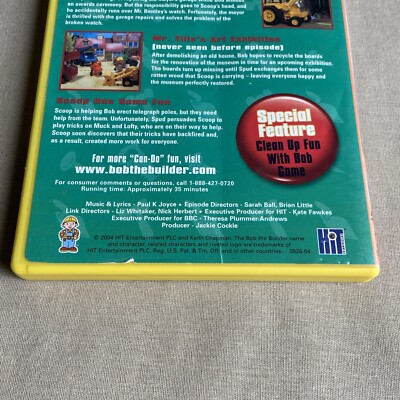 an awards ceremony. But the responsibility goes to Scoop's head, and
he accidentally runs over Mr. Bentley's watch. Fortunately, the mayor
is thrilled with the garage repairs and solves the problem of the
broken watch.
Mr. Ellis's Art Exhibition
(never seen before episode)
After demolishing an old house, Bob hopes to recycle the boards
for the renovation of the museum in time for an upcoming exhibition.
The boards turn up missing until Spud exchanges them for some
rotten wood that Scoop is carrying – leaving everyone happy and
the museum perfectly restored.
Scoop Has Some Fun
Scoop is helping Bob erect telegraph poles, but they need
help from the team. Unfortunately, Spud persuades Scoop to
play tricks on Muck and Lofty, who are on their way to help.
Scoop soon discovers that their tricks have backfired and,
as a result, created more work for everyone.
Special
Feature
Clean Up Fun
With Bob
Game
For more "Can-Do" fun, visit
www.bobthebuilder.com
For consumer comments or questions, call 1-888-427-0720
Running time: Approximately 35 minutes
Music & Lyrics - Paul K Joyce • Episode Directors - Sarah Ball, Brian Little
Link Directors - Liz Whitaker, Nick Herbert • Executive Producer for HIT - Kate Fawkes
Executive Producer for BBC - Theresa Plummer-Andrews
Producer - Jackie Cockle
HiT
© 2004 HIT Entertainment PLC and Keith Chapman. The Bob the Builder name
and character, related characters and riveted logo are trademarks of
HIT Entertainment PLC. Reg. U.S. Pat. & Tm. Off. and in other countries.